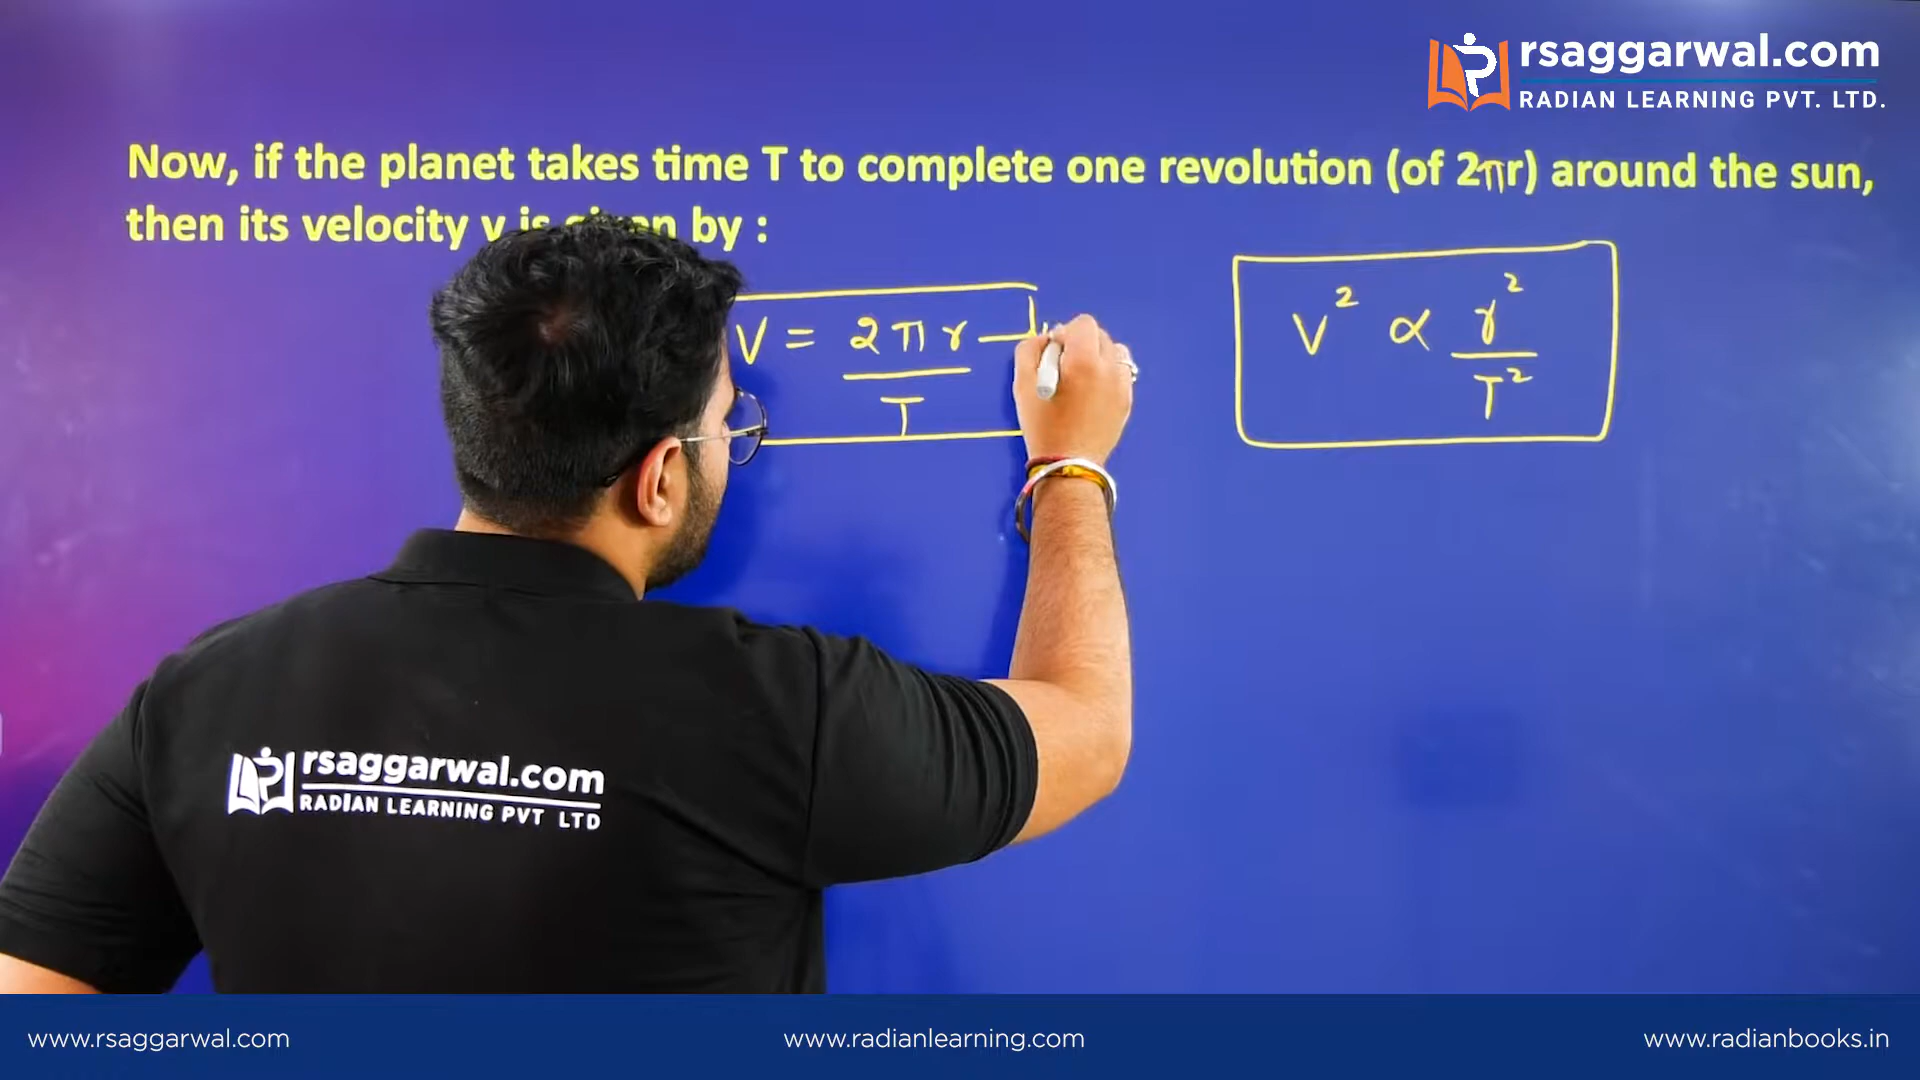 rsaggarwal.com
RADIAN LEARNING PVT. LTD.
Now, if the planet takes time T to complete one revolution (of 2πr) around the sun,
then its velocity v is given by :
V = 2πr / T
V² ∝ r² / T²
rsaggarwal.com
RADIAN LEARNING PVT LTD
www.rsaggarwal.com
www.radianlearning.com
www.radianbooks.in